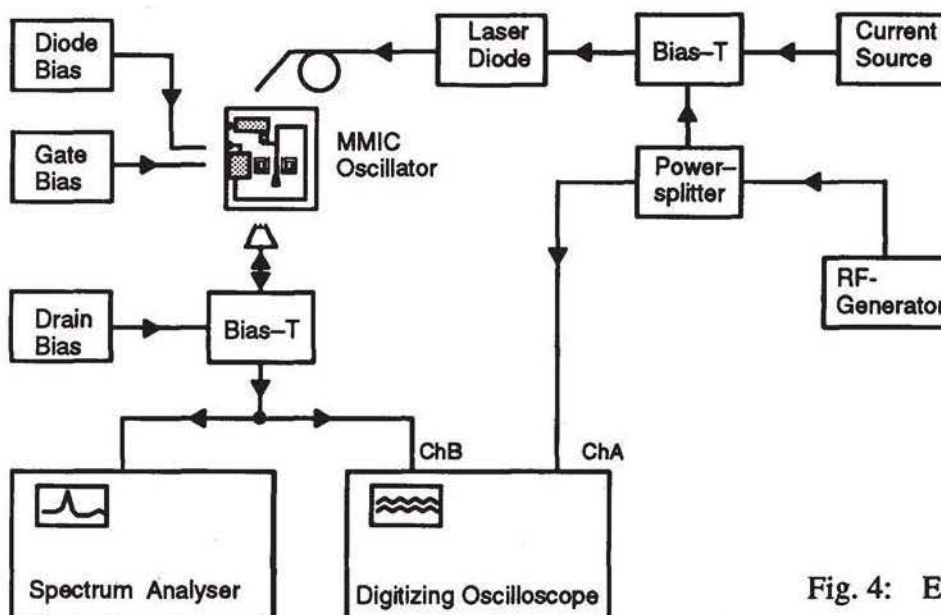 Diode
Bias
Laser
Diode
Bias–T
Current
Source
Gate
Bias
MMIC
Oscillator
Power–
splitter
RF-
Generator
Drain
Bias
Bias–T
ChB
ChA
Spectrum Analyser
Digitizing Oscilloscope
Fig. 4: E